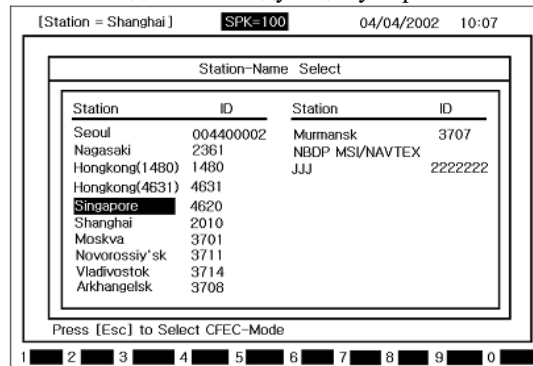 [Station = Shanghai] SPK=100 04/04/2002 10:07
Station-Name Select
Station ID Station ID
Seoul 004400002 Murmansk 3707
Nagasaki 2361 NBDP MSI/NAVTEX
Hongkong(1480) 1480 JJJ 2222222
Hongkong(4631) 4631
Singapore 4620
Shanghai 2010
Moskva 3701
Novorossiy'sk 3711
Vladivostok 3714
Arkhangelsk 3708
Press [Esc] to Select CFEC-Mode
1 2 3 4 5 6 7 8 9 0